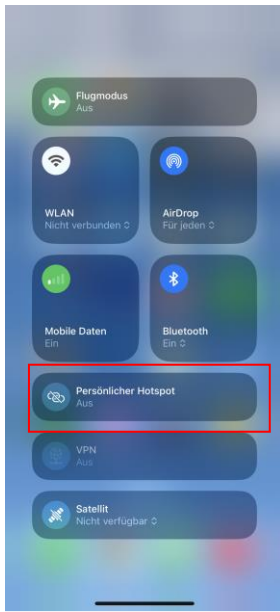 Flugmodus
Aus
WLAN
Nicht verbunden
AirDrop
Für jeden
Mobile Daten
Ein
Bluetooth
Ein
Persönlicher Hotspot
Aus
VPN
Aus
Satellit
Nicht verfügbar